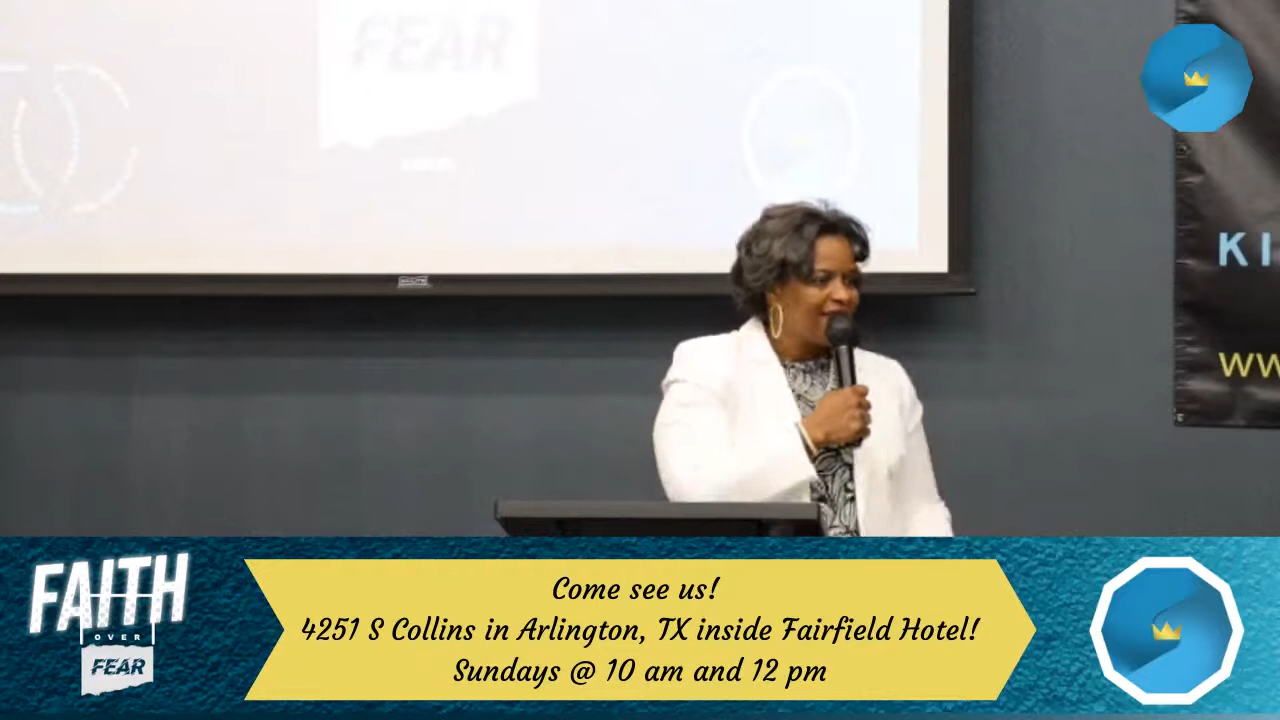 FEAR
KI
WW
FAITH
OVER
FEAR
Come see us!
4251 S Collins in Arlington, TX inside Fairfield Hotel!
Sundays @ 10 am and 12 pm